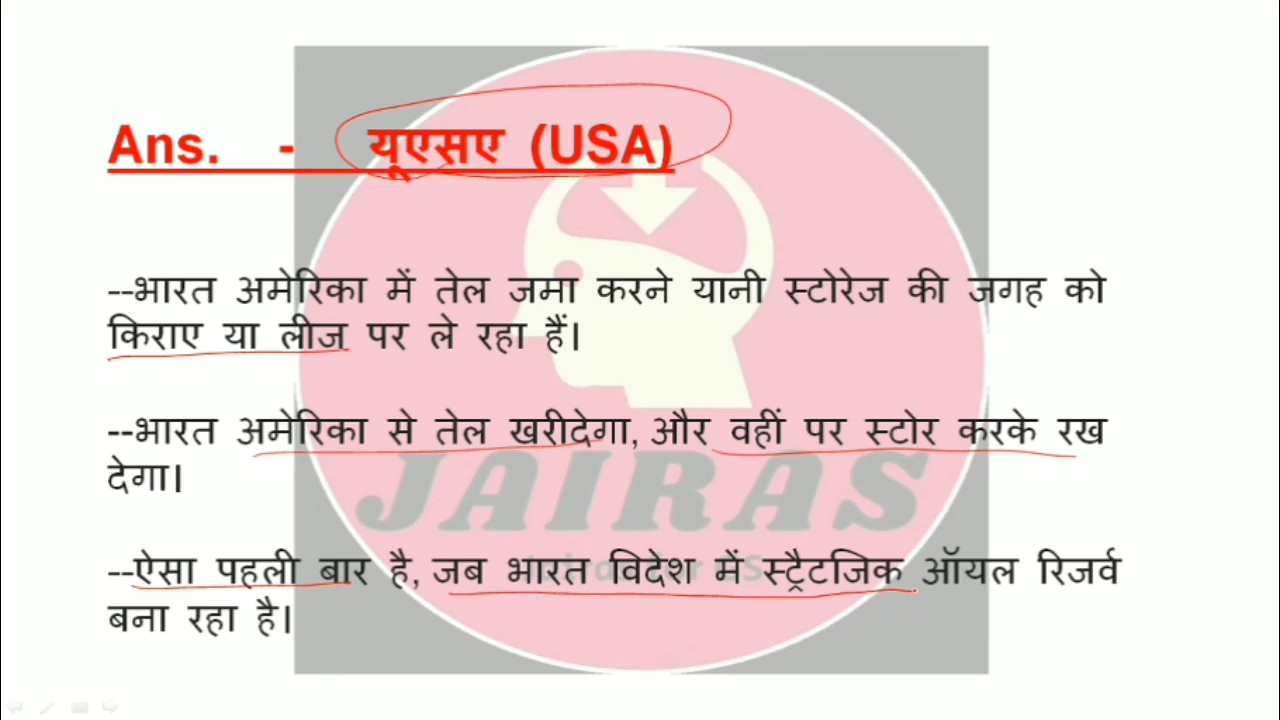 Ans. - यूएसए (USA)
--भारत अमेरिका में तेल जमा करने यानी स्टोरेज की जगह को
किराए या लीज पर ले रहा हैं।
--भारत अमेरिका से तेल खरीदेगा, और वहीं पर स्टोर करके रख
देगा।
JAIRAS
--ऐसा पहली बार है, जब भारत विदेश में स्ट्रैटजिक ऑयल रिजर्व
बना रहा है।